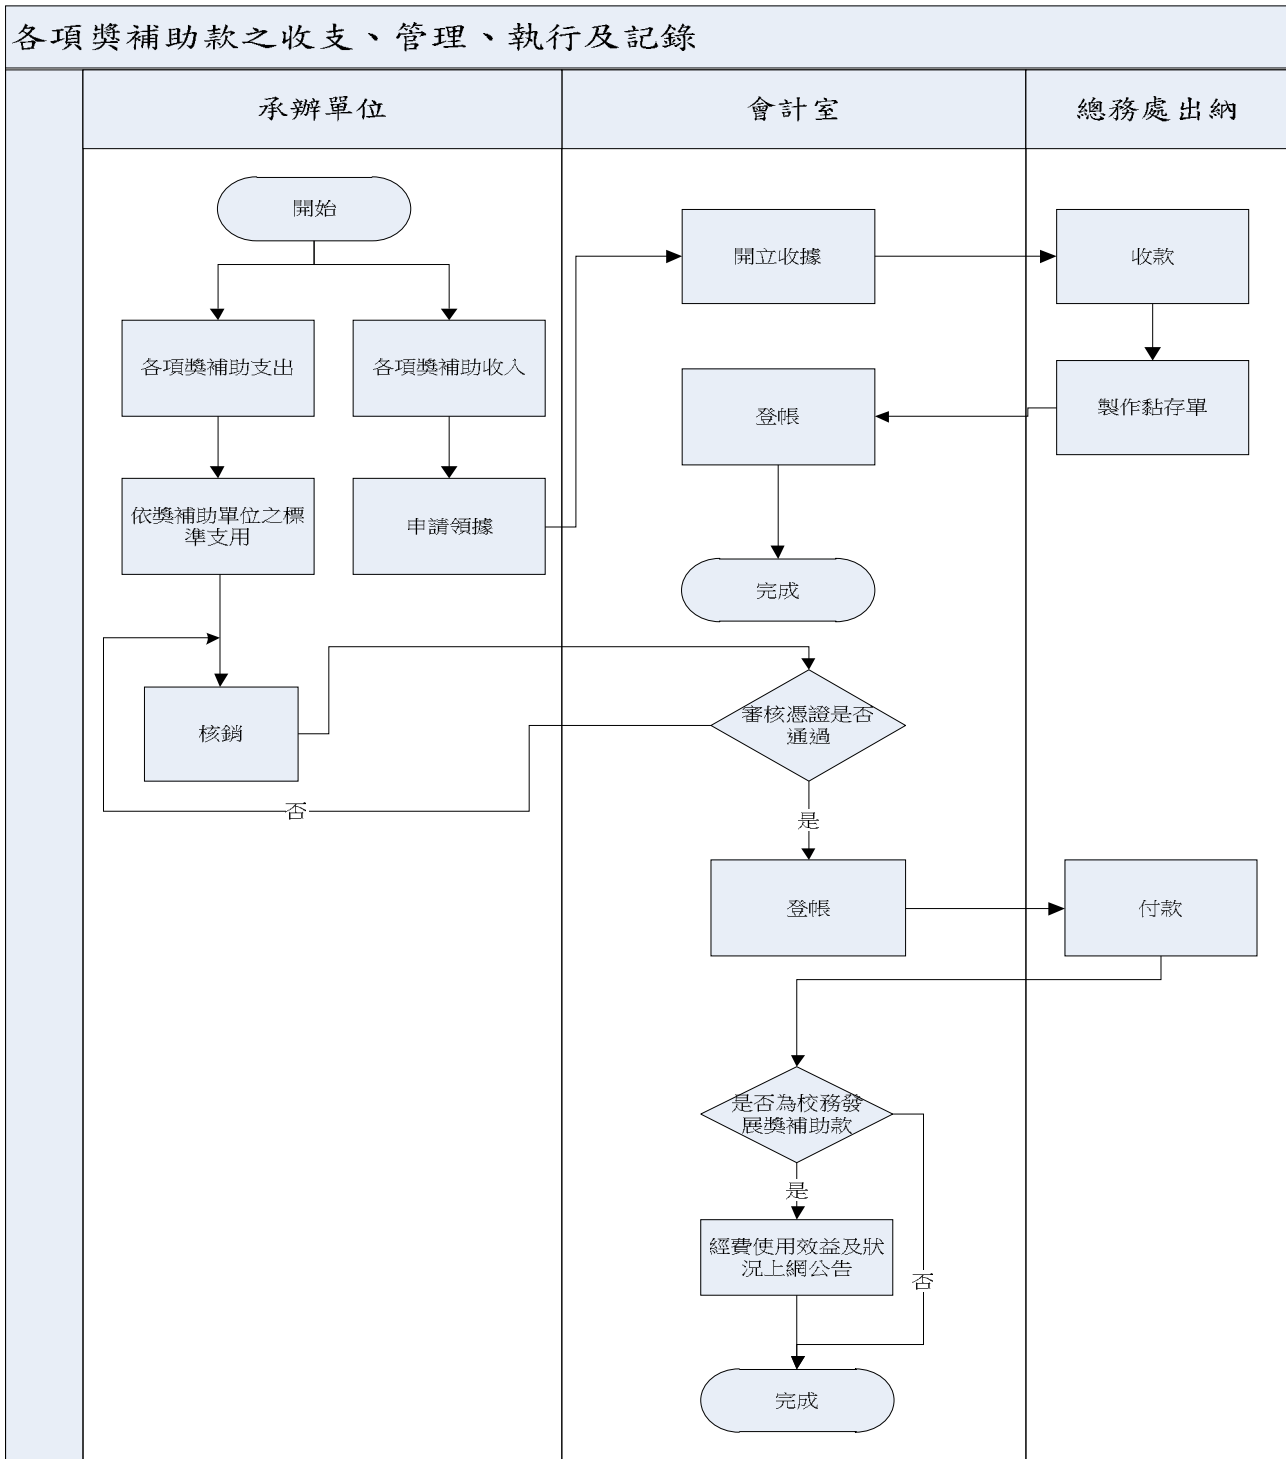 各項獎補助款之收支、管理、執行及記錄
承辦單位
會計室
總務處出納
開始
開立收據
收款
各項獎補助支出
各項獎補助收入
登帳
製作黏存單
依獎補助單位之標
準支用
申請領據
完成
核銷
審核憑證是否
通過
否
是
登帳
付款
是否為校務發
展獎補助款
是
經費使用效益及狀
況上網公告
否
完成